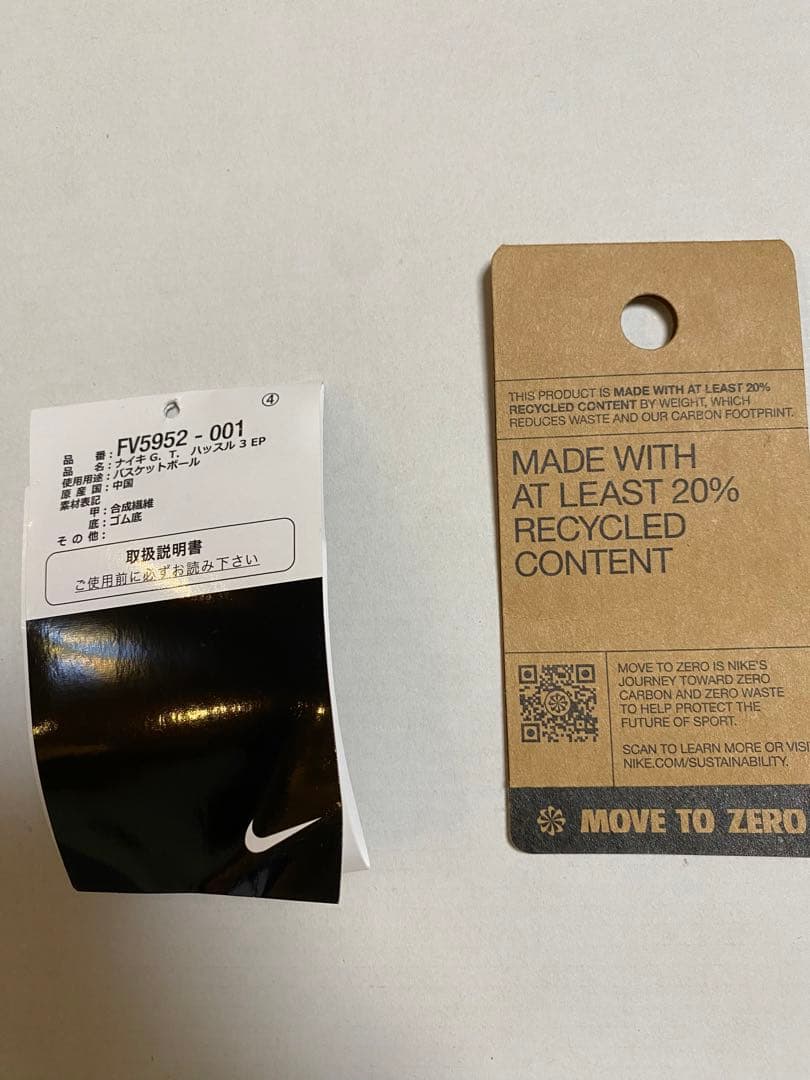 ④
品番：FV5952 - 001
品名：ナイキ G. T. ハッスル 3 EP
使用用途：バスケットボール
原産国：中国
素材表記
甲：合成繊維
底：ゴム底
その他：
取扱説明書
ご使用前に必ずお読み下さい
THIS PRODUCT IS MADE WITH AT LEAST 20%
RECYCLED CONTENT BY WEIGHT, WHICH
REDUCES WASTE AND OUR CARBON FOOTPRINT.
MADE WITH
AT LEAST 20%
RECYCLED
CONTENT
MOVE TO ZERO IS NIKE'S
JOURNEY TOWARD ZERO
CARBON AND ZERO WASTE
TO HELP PROTECT THE
FUTURE OF SPORT.
SCAN TO LEARN MORE OR VISI
NIKE.COM/SUSTAINABILITY.
MOVE TO ZERO